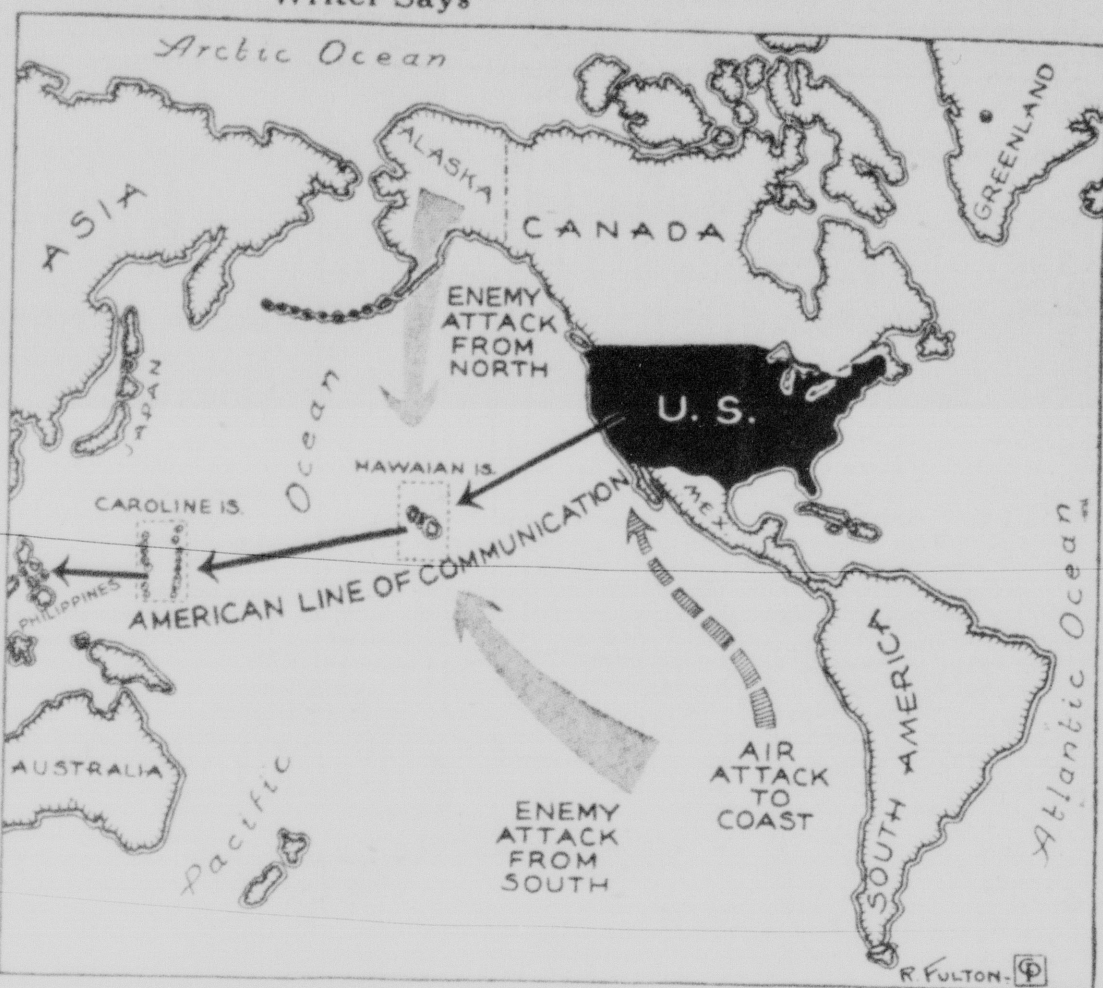 Writer Says
Arctic Ocean
ALASKA
GREENLAND
ASIA
CANADA
ENEMY
ATTACK
FROM
NORTH
JAPAN
U. S.
Ocean
HAWAIAN IS.
MEX.
CAROLINE IS.
AMERICAN LINE OF COMMUNICATION
PHILIPPINES
Atlantic Ocean
SOUTH AMERICA
AUSTRALIA
AIR
ATTACK
TO
COAST
Pacific
ENEMY
ATTACK
FROM
SOUTH
R. FULTON- CP